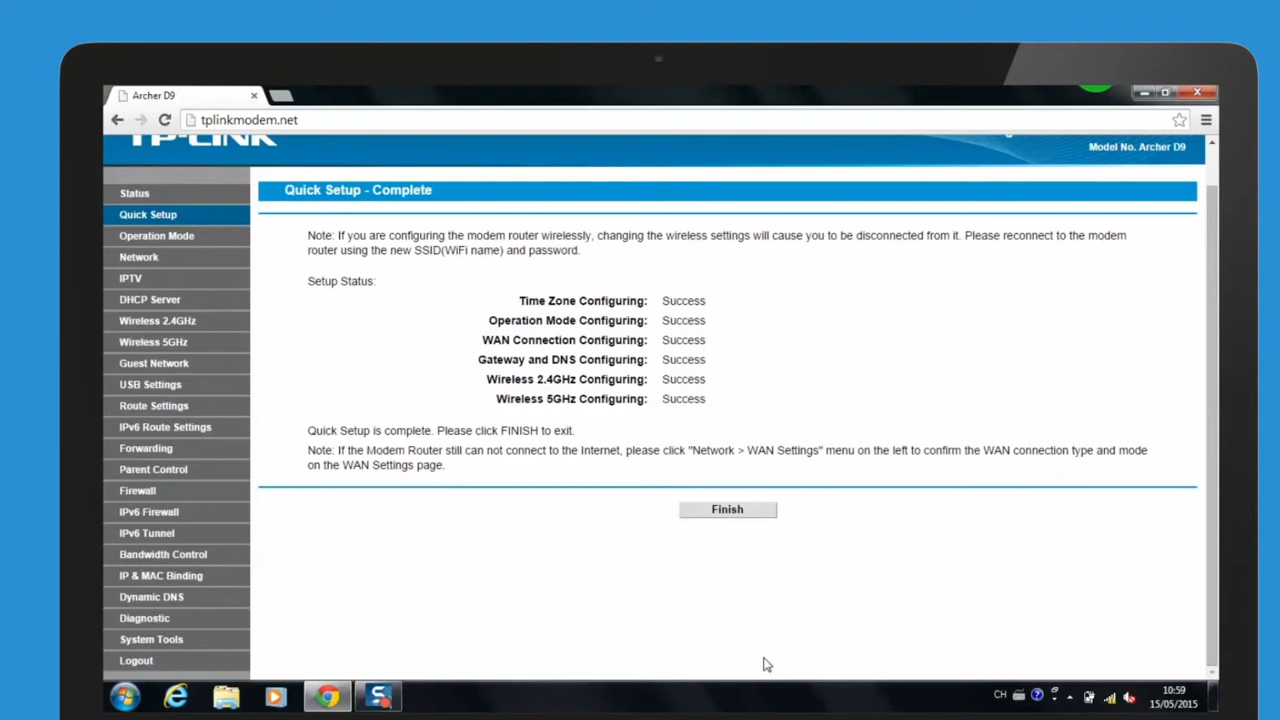 Archer D9
tplinkmodem.net
TP-LINK
Model No. Archer D9
Status
Quick Setup
Operation Mode
Network
IPTV
DHCP Server
Wireless 2.4GHz
Wireless 5GHz
Guest Network
USB Settings
Route Settings
IPv6 Route Settings
Forwarding
Parent Control
Firewall
IPv6 Firewall
IPv6 Tunnel
Bandwidth Control
IP & MAC Binding
Dynamic DNS
Diagnostic
System Tools
Logout
Quick Setup - Complete
Note: If you are configuring the modem router wirelessly, changing the wireless settings will cause you to be disconnected from it. Please reconnect to the modem
router using the new SSID(WiFi name) and password.
Setup Status:
Time Zone Configuring: Success
Operation Mode Configuring: Success
WAN Connection Configuring: Success
Gateway and DNS Configuring: Success
Wireless 2.4GHz Configuring: Success
Wireless 5GHz Configuring: Success
Quick Setup is complete. Please click FINISH to exit.
Note: If the Modem Router still can not connect to the Internet, please click "Network > WAN Settings" menu on the left to confirm the WAN connection type and mode
on the WAN Settings page.
Finish
CH
10:59
15/05/2015